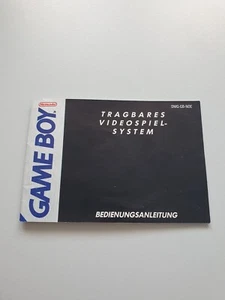 Nintendo
GAME BOY
TRAGBARES
VIDEOSPIEL-
SYSTEM
BEDIENUNGSANLEITUNG